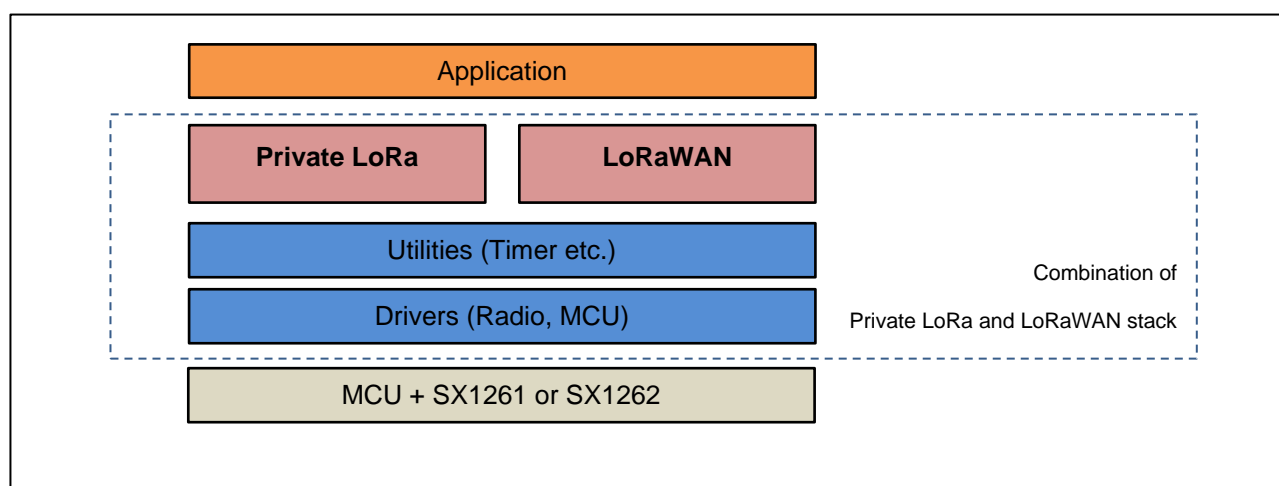 Application
Private LoRa
LoRaWAN
Utilities (Timer etc.)
Drivers (Radio, MCU)
Combination of
Private LoRa and LoRaWAN stack
MCU + SX1261 or SX1262